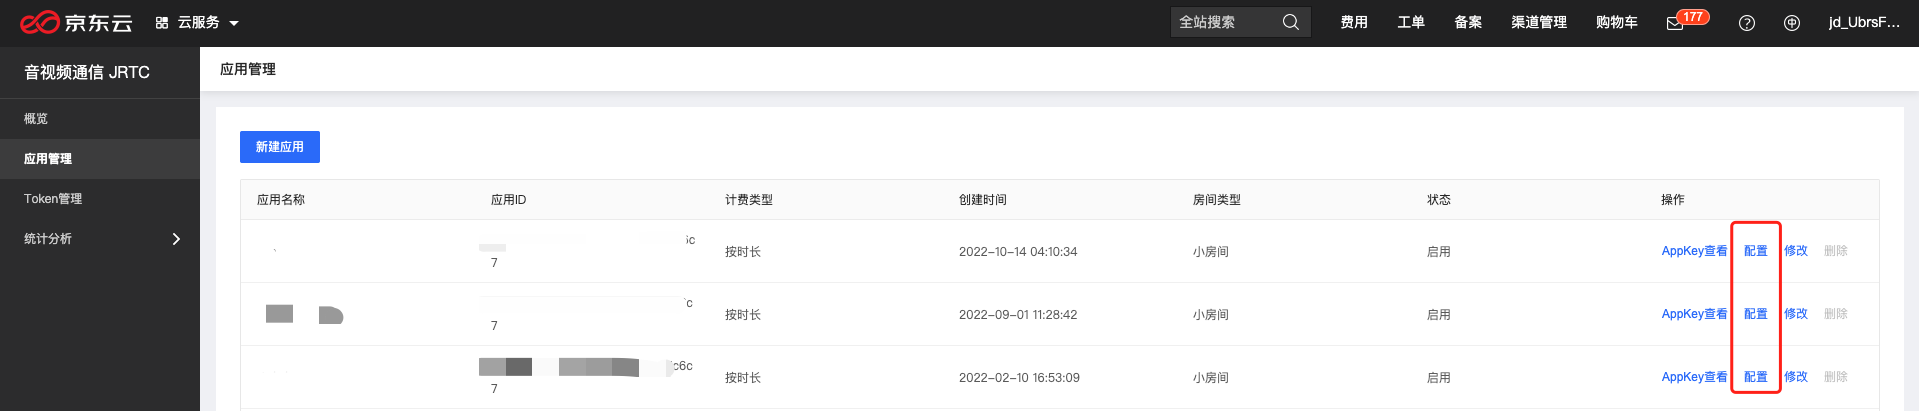 京东云 云服务 全站搜索 费用 工单 备案 渠道管理 购物车 177 jd_UbrsF...
音视频通信 JRTC
应用管理
概览
应用管理
Token管理
统计分析
新建应用
应用名称 应用ID 计费类型 创建时间 房间类型 状态 操作
6c
7 按时长 2022-10-14 04:10:34 小房间 启用 AppKey查看 配置 修改 删除
c
7 按时长 2022-09-01 11:28:42 小房间 启用 AppKey查看 配置 修改 删除
c6c
7 按时长 2022-02-10 16:53:09 小房间 启用 AppKey查看 配置 修改 删除